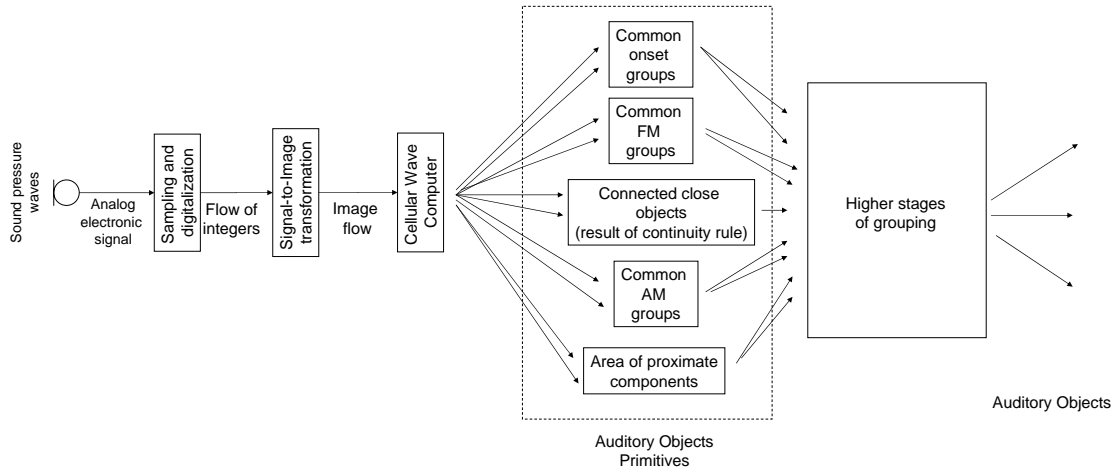 Sound pressure
waves
Analog
electronic
signal
Sampling and
digitalization
Flow of
integers
Signal-to-Image
transformation
Image
flow
Cellular Wave
Computer
Common
onset
groups
Common
FM
groups
Connected close
objects
(result of continuity rule)
Common
AM
groups
Area of proximate
components
Auditory Objects
Primitives
Higher stages
of grouping
Auditory Objects